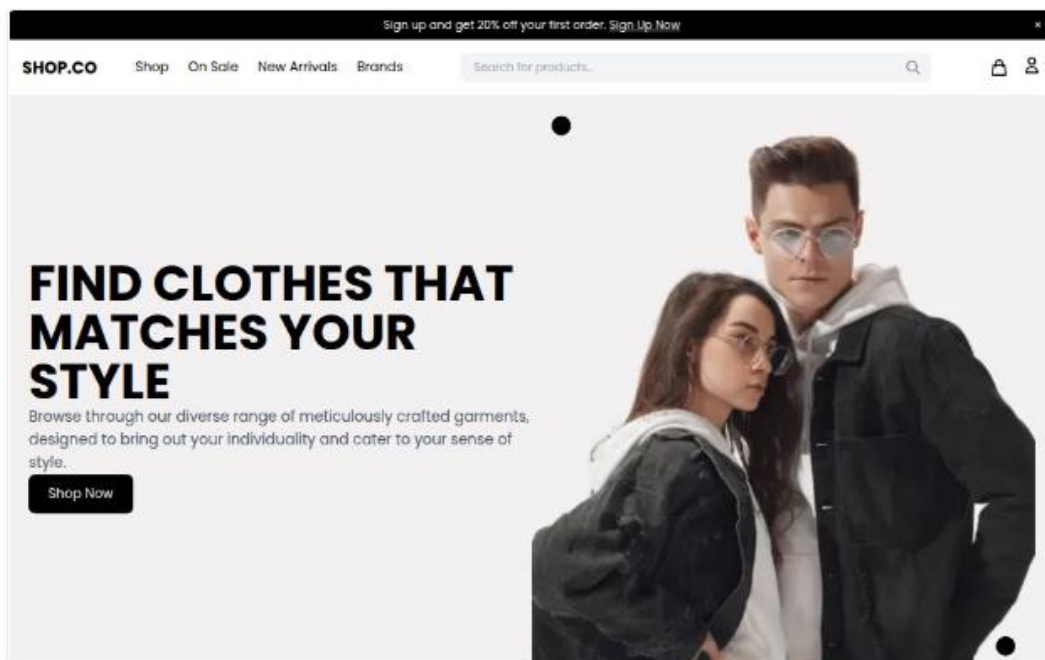 Sign up and get 20% off your first order. Sign Up Now
SHOP.CO Shop On Sale New Arrivals Brands Search for products...
FIND CLOTHES THAT
MATCHES YOUR
STYLE
Browse through our diverse range of meticulously crafted garments,
designed to bring out your individuality and cater to your sense of
style.
Shop Now